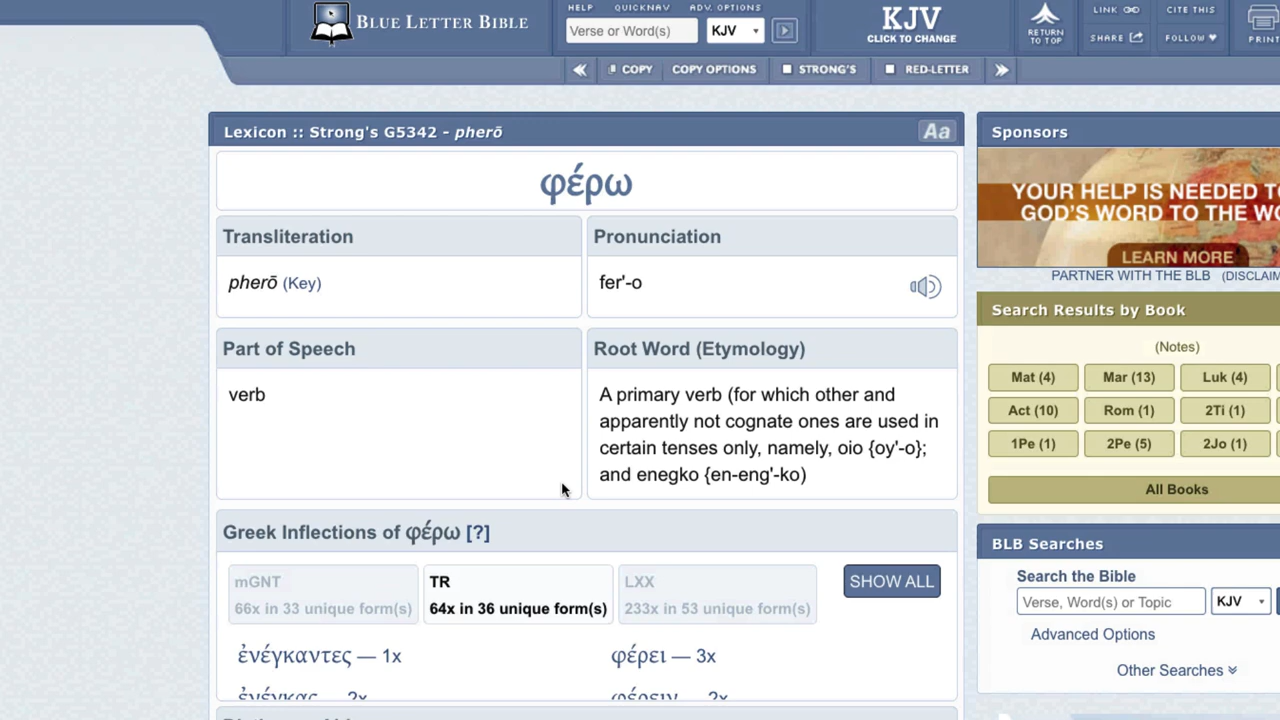 HELP QUICKNAV ADV. OPTIONS
BLUE LETTER BIBLE
Verse or Word(s) KJV
KJV
CLICK TO CHANGE
RETURN
TO TOP
LINK CITE THIS
SHARE FOLLOW
COPY COPY OPTIONS STRONG'S RED-LETTER
Lexicon :: Strong's G5342 - pherō Aa
φέρω
Transliteration
pherō (Key)
Pronunciation
fer'-o
Part of Speech
verb
Root Word (Etymology)
A primary verb (for which other and
apparently not cognate ones are used in
certain tenses only, namely, oio {oy'-o};
and enegko {en-eng'-ko)
Greek Inflections of φέρω [?]
mGNT
66x in 33 unique form(s)
TR
64x in 36 unique form(s)
LXX
233x in 53 unique form(s)
SHOW ALL
ἐνέγκαντες — 1x φέρει — 3x
Sponsors
YOUR HELP IS NEEDED
GOD'S WORD TO THE
LEARN MORE
PARTNER WITH THE BLB
Search Results by Book
(Notes)
Mat (4) Mar (13) Luk (4)
Act (10) Rom (1) 2Ti (1)
1Pe (1) 2Pe (5) 2Jo (1)
All Books
BLB Searches
Search the Bible
Verse, Word(s) or Topic KJV
Advanced Options
Other Searches